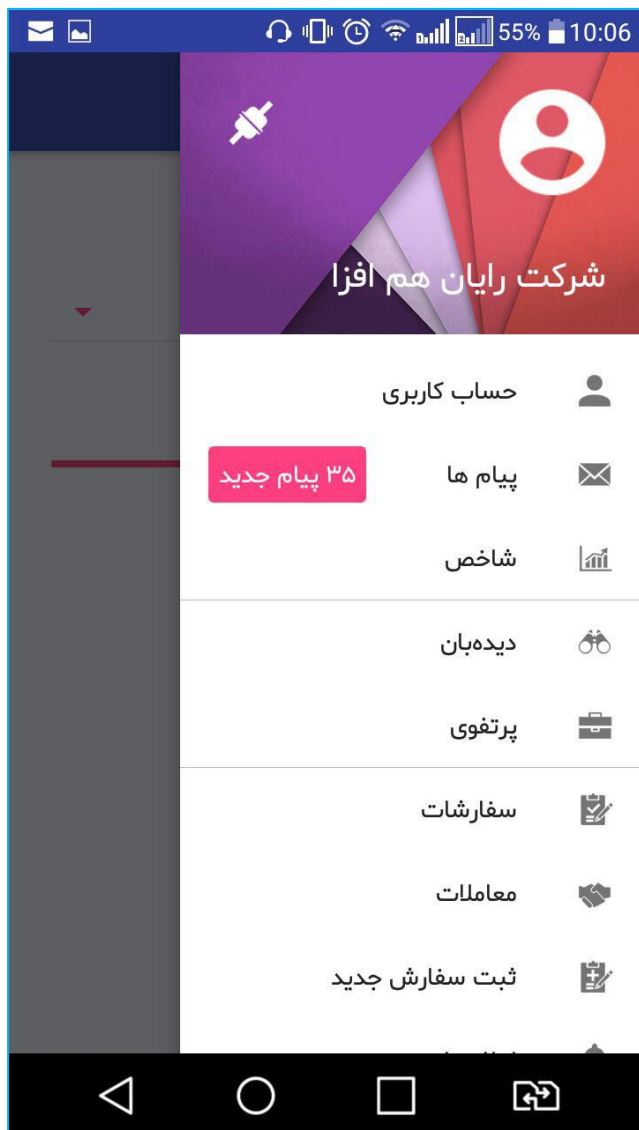 55% 10:06
شرکت رایان هم افزا
حساب کاربری
پیام ها ۳۵ پیام جدید
شاخص
دیده‌بان
پرتفوی
سفارشات
معاملات
ثبت سفارش جدید